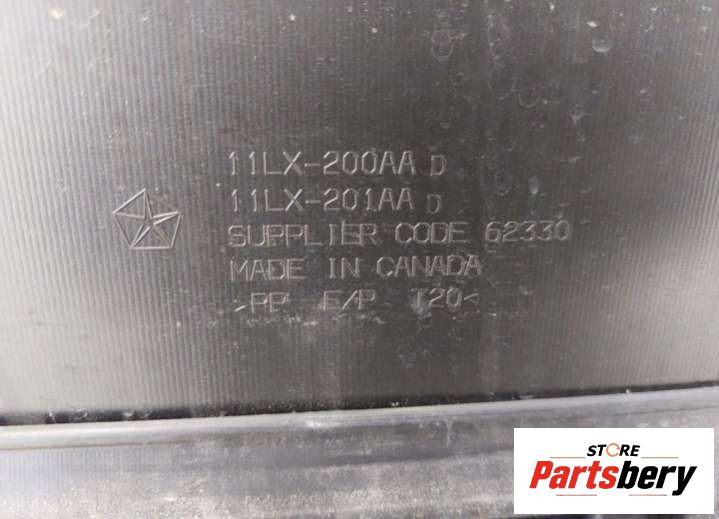 11LX-200AA D
11LX-201AA D
SUPPLIER CODE 62330
MADE IN CANADA
>PP E/P T20<
STORE
Partsbery